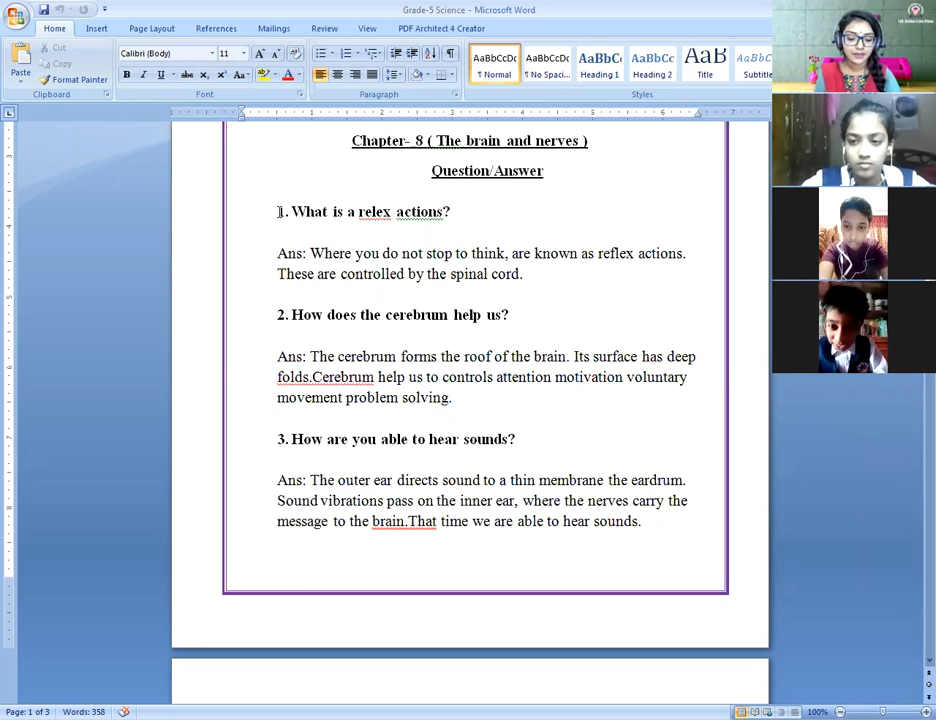 Grade-5 Science - Microsoft Word
Home Insert Page Layout References Mailings Review View PDF Architect 4 Creator
Paste
Cut
Copy
Format Painter
Clipboard
Calibri (Body) 11
Font
Paragraph
AaBbCcDc AaBbCcDc AaBbC AaBbCc AaB AaBbCc
¶ Normal ¶ No Spaci... Heading 1 Heading 2 Title Subtitle
Styles
Chapter- 8 ( The brain and nerves )
Question/Answer
1. What is a relex actions?
Ans: Where you do not stop to think, are known as reflex actions.
These are controlled by the spinal cord.
2. How does the cerebrum help us?
Ans: The cerebrum forms the roof of the brain. Its surface has deep
folds.Cerebrum help us to controls attention motivation voluntary
movement problem solving.
3. How are you able to hear sounds?
Ans: The outer ear directs sound to a thin membrane the eardrum.
Sound vibrations pass on the inner ear, where the nerves carry the
message to the brain.That time we are able to hear sounds.
Page: 1 of 3 Words: 358 100%